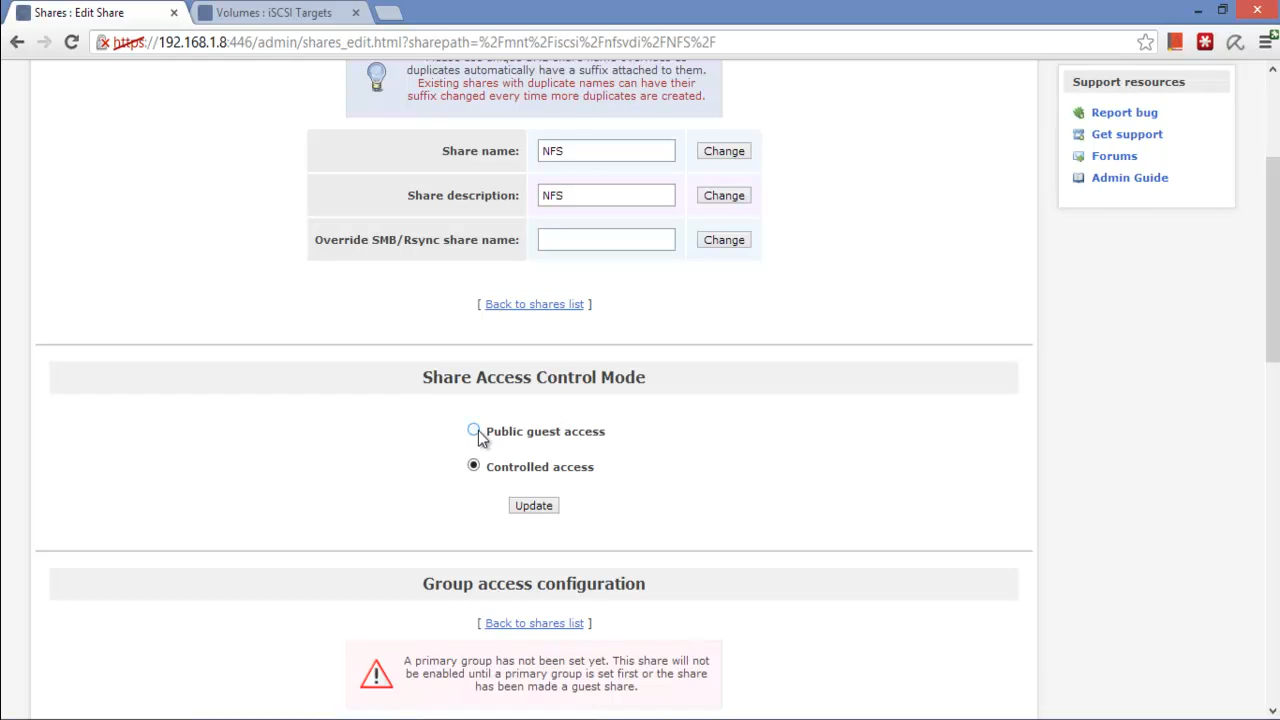 Shares : Edit Share
Volumes : iSCSI Targets
https://192.168.1.8:446/admin/shares_edit.html?sharepath=%2Fmnt%2Fiscsi%2Fnfsvdi%2FNFS%2F
duplicates automatically have a suffix attached to them.
Existing shares with duplicate names can have their
suffix changed every time more duplicates are created.
Support resources
Report bug
Get support
Forums
Admin Guide
Share name: NFS Change
Share description: NFS Change
Override SMB/Rsync share name: Change
[ Back to shares list ]
Share Access Control Mode
Public guest access
Controlled access
Update
Group access configuration
[ Back to shares list ]
A primary group has not been set yet. This share will not
be enabled until a primary group is set first or the share
has been made a guest share.